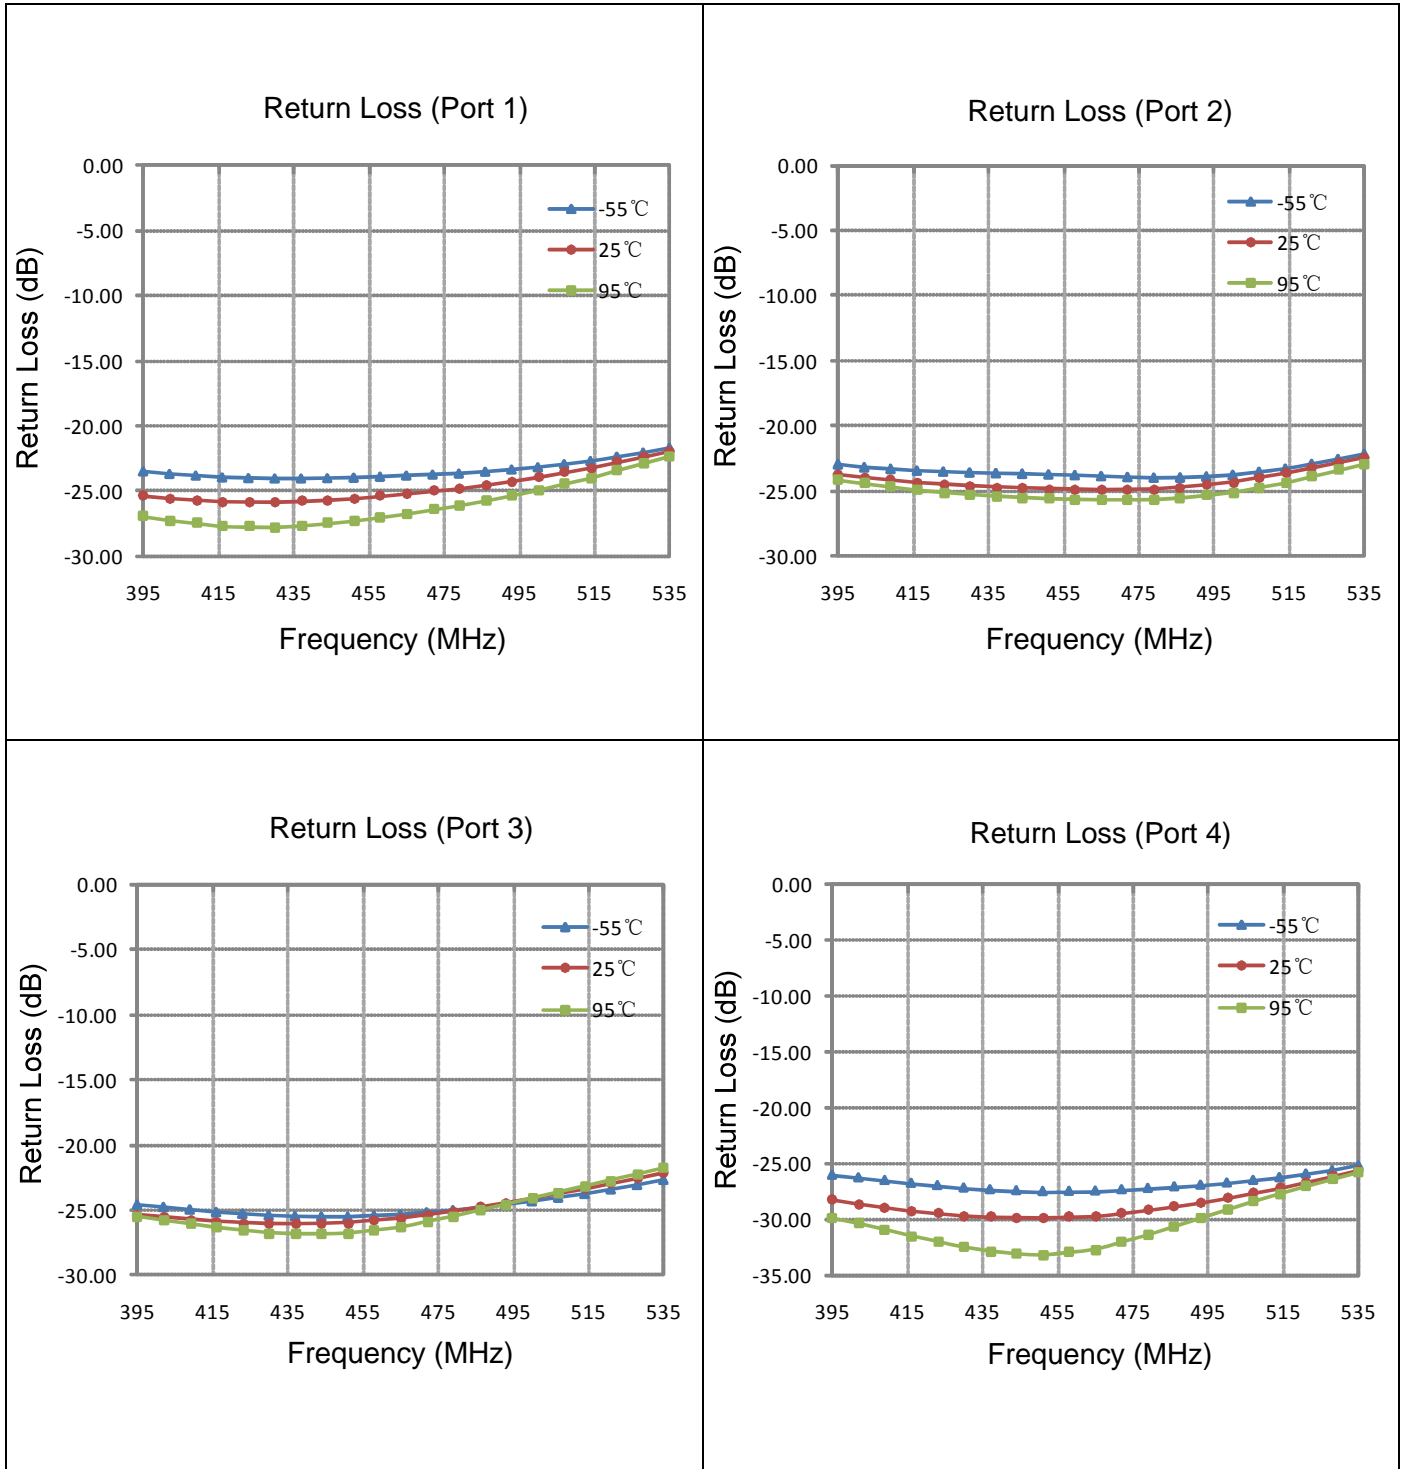 Return Loss (Port 1)
Return Loss (dB)
0.00
-5.00
-10.00
-15.00
-20.00
-25.00
-30.00
-55℃
25℃
95℃
395 415 435 455 475 495 515 535
Frequency (MHz)
Return Loss (Port 2)
Return Loss (dB)
0.00
-5.00
-10.00
-15.00
-20.00
-25.00
-30.00
-55℃
25℃
95℃
395 415 435 455 475 495 515 535
Frequency (MHz)
Return Loss (Port 3)
Return Loss (dB)
0.00
-5.00
-10.00
-15.00
-20.00
-25.00
-30.00
-55℃
25℃
95℃
395 415 435 455 475 495 515 535
Frequency (MHz)
Return Loss (Port 4)
Return Loss (dB)
0.00
-5.00
-10.00
-15.00
-20.00
-25.00
-30.00
-35.00
-55℃
25℃
95℃
395 415 435 455 475 495 515 535
Frequency (MHz)